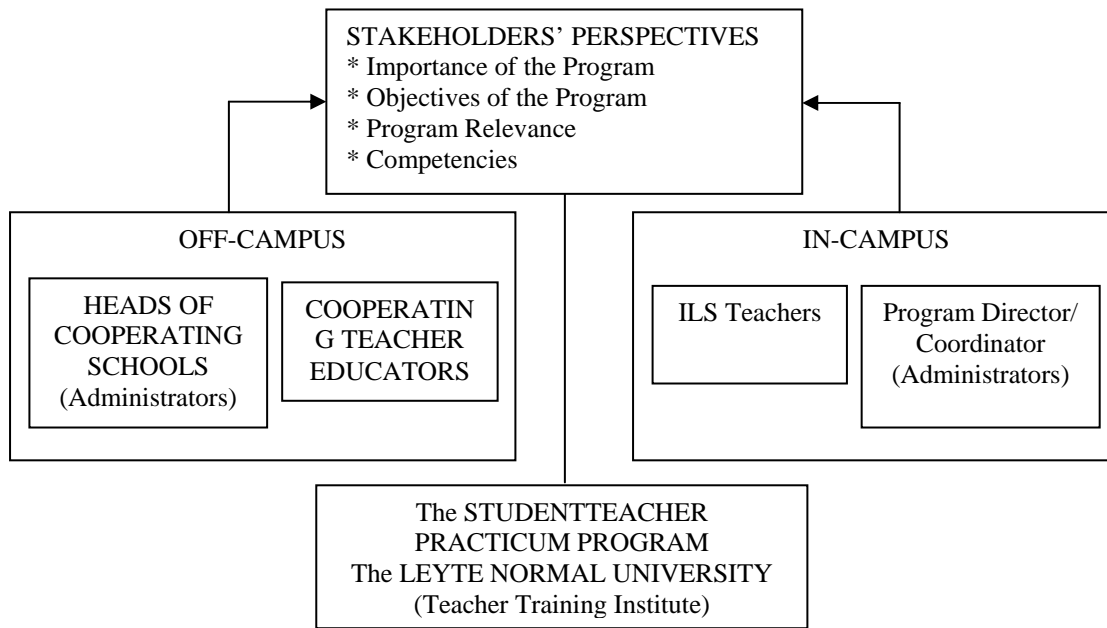 STAKEHOLDERS’ PERSPECTIVES
* Importance of the Program
* Objectives of the Program
* Program Relevance
* Competencies
OFF-CAMPUS
HEADS OF
COOPERATING
SCHOOLS
(Administrators)
COOPERATIN
G TEACHER
EDUCATORS
IN-CAMPUS
ILS Teachers
Program Director/
Coordinator
(Administrators)
The STUDENTTEACHER
PRACTICUM PROGRAM
The LEYTE NORMAL UNIVERSITY
(Teacher Training Institute)